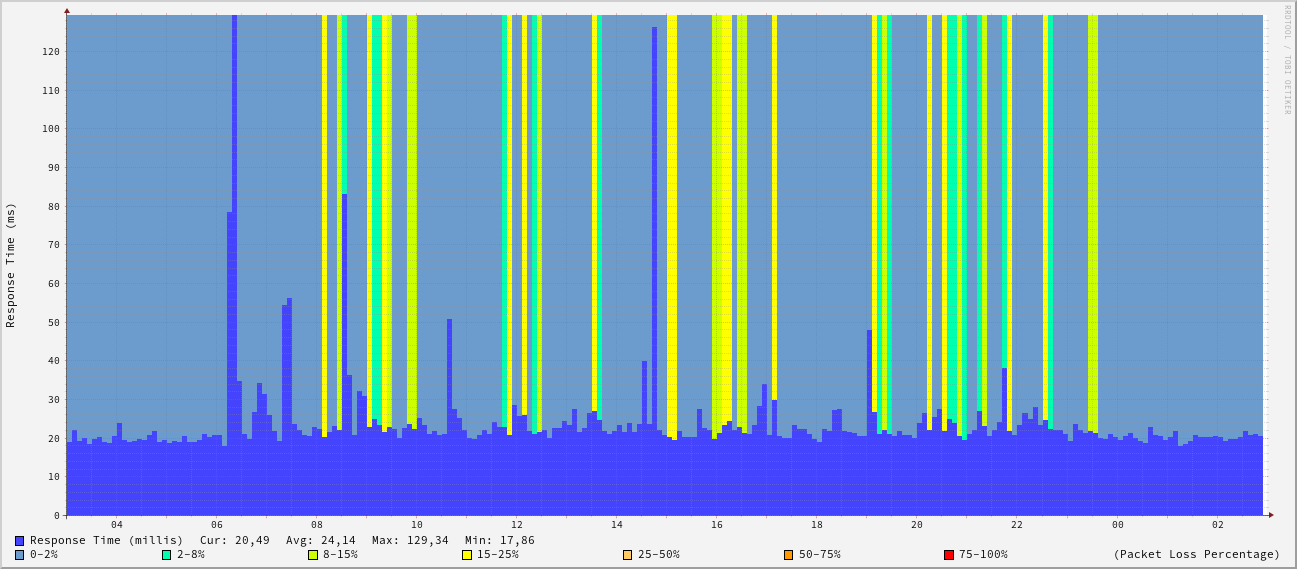 RRDTOOL / TOBI OETIKER
Response Time (ms)
120
110
100
90
80
70
60
50
40
30
20
10
0
04 06 08 10 12 14 16 18 20 22 00 02
Response Time (millis) Cur: 20,49 Avg: 24,14 Max: 129,34 Min: 17,86
0-2% 2-8% 8-15% 15-25% 25-50% 50-75% 75-100% (Packet Loss Percentage)